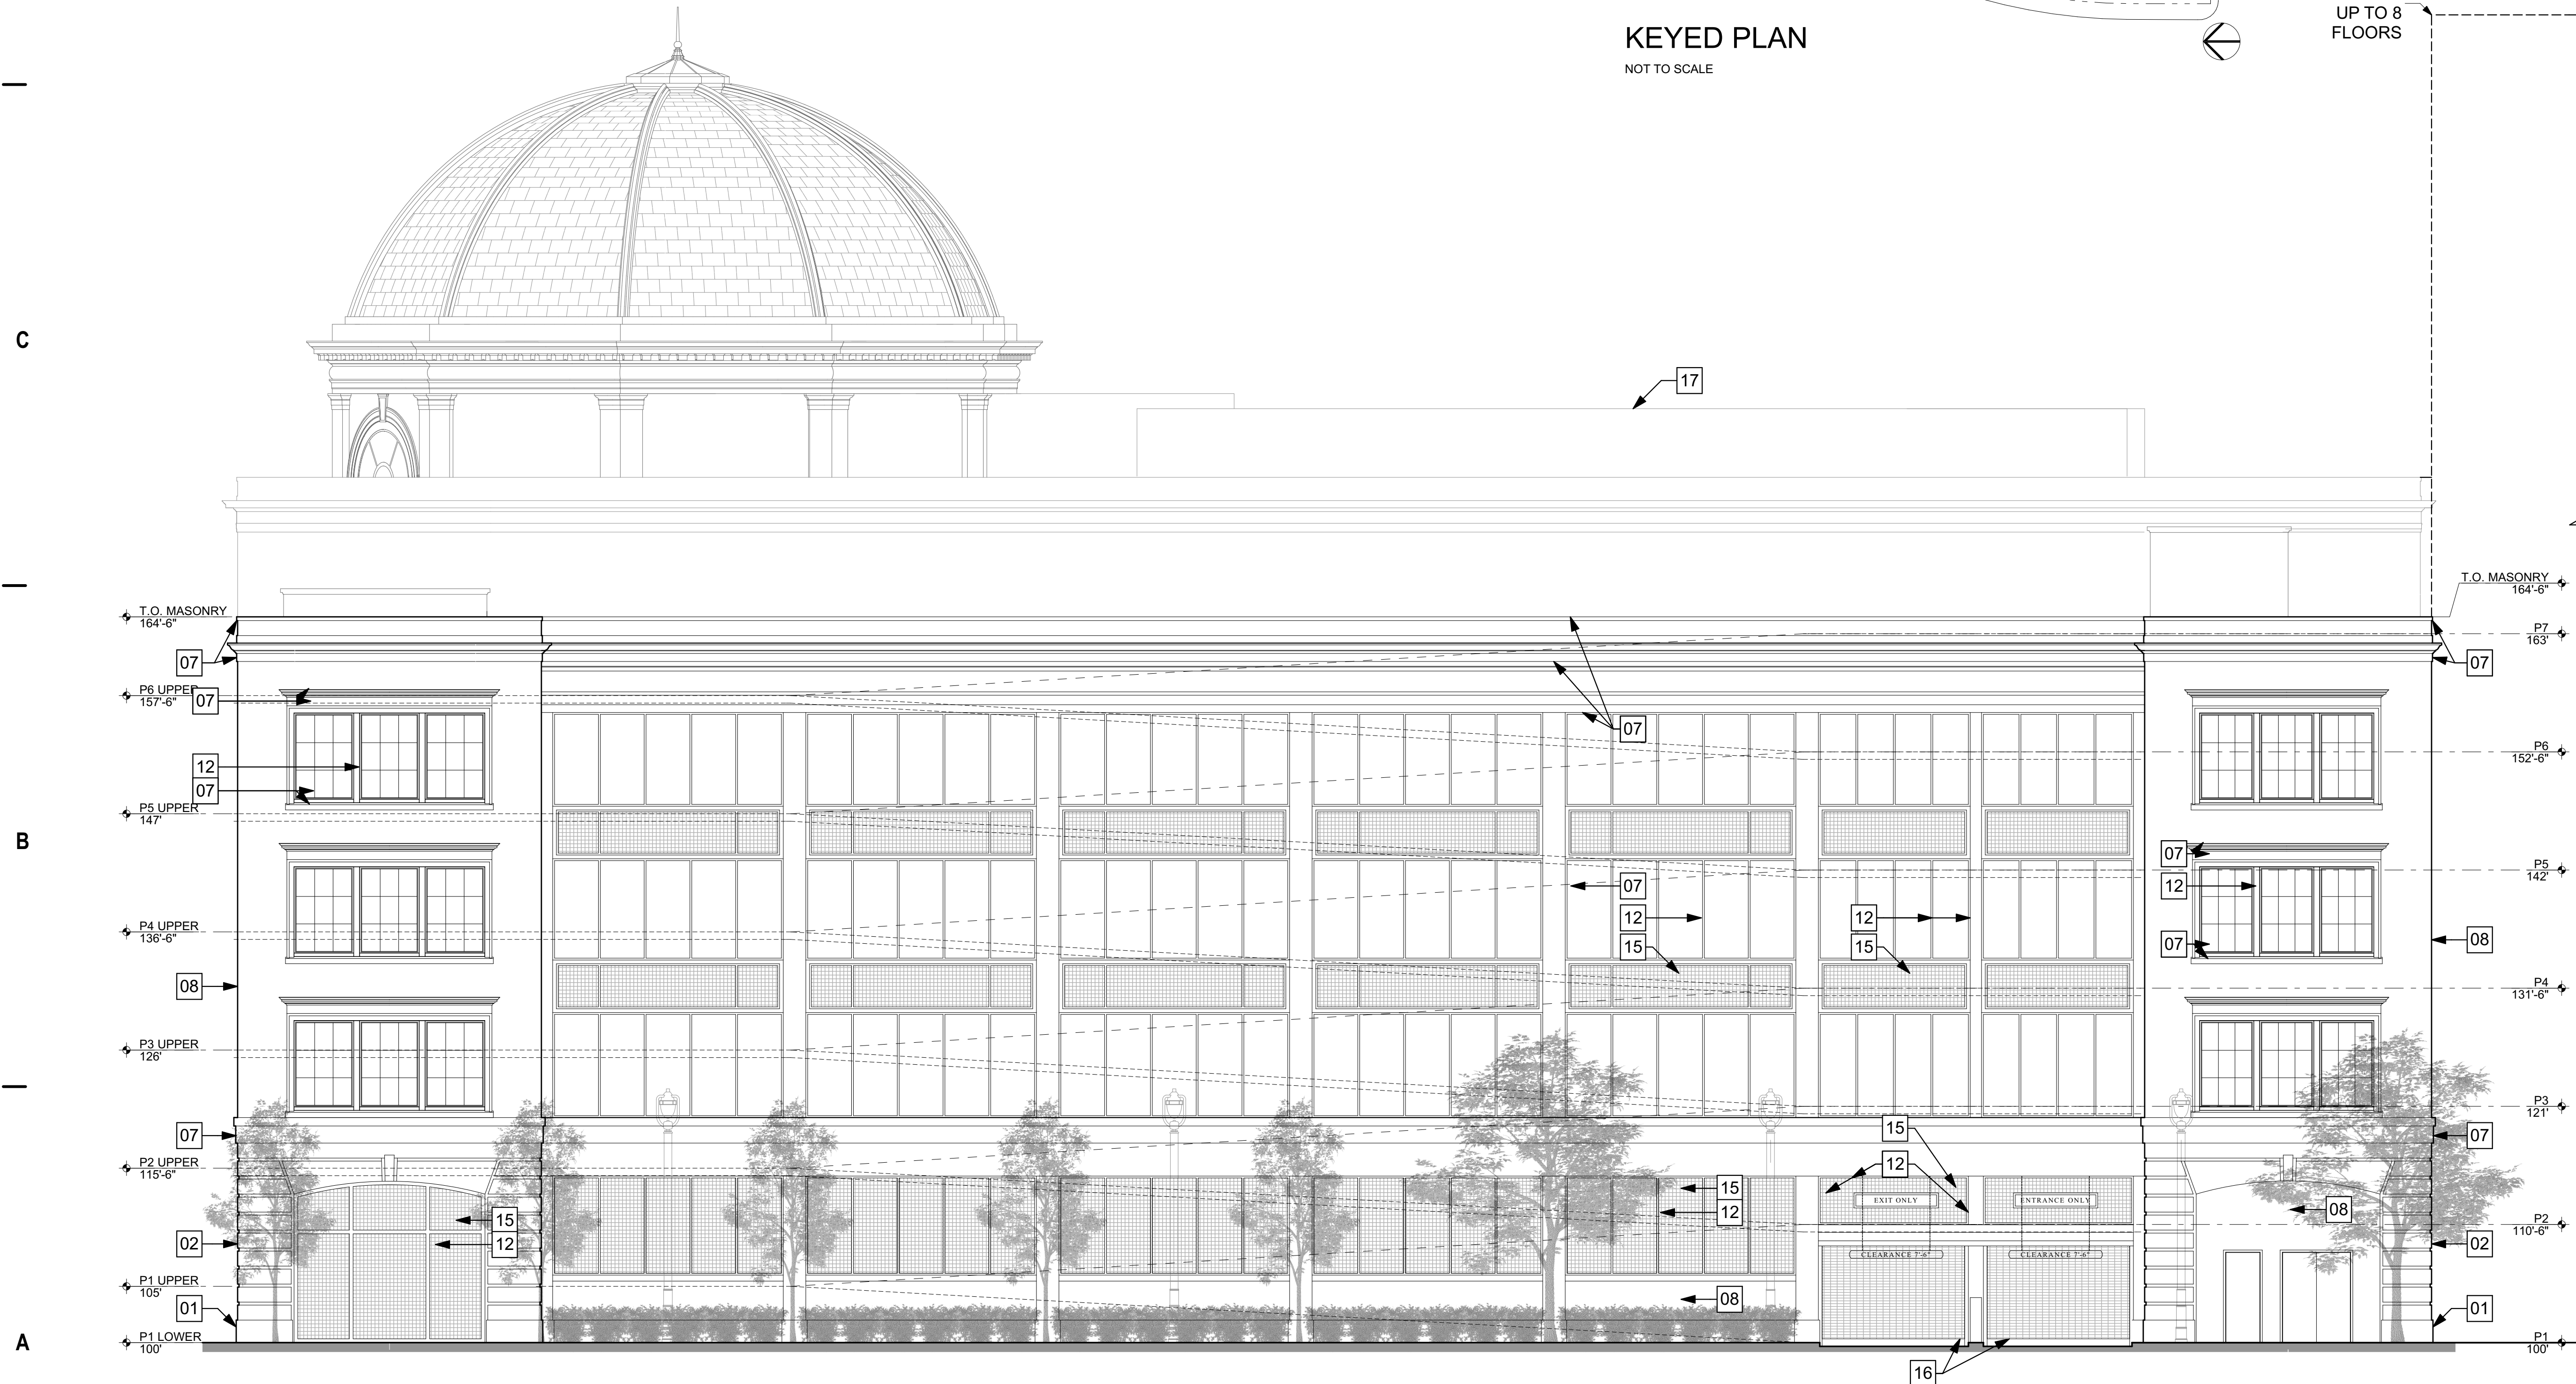 UP TO 8
FLOORS
KEYED PLAN
NOT TO SCALE
C
17
T.O. MASONRY
164'-6"
T.O. MASONRY
164'-6"
P7
163'
07
07
P6 UPPER
157'-6"
07
07
P6
152'-6"
12
07
P5 UPPER
147'
B
07
P5
142'
07
12
12
12
P4 UPPER
136'-6"
15
15
07
08
08
P4
131'-6"
P3 UPPER
126'
P3
121'
07
15
07
P2 UPPER
115'-6"
12
15
EXIT ONLY
ENTRANCE ONLY
12
08
15
P2
110'-6"
02
12
02
CLEARANCE 7'-6"
CLEARANCE 7'-6"
P1 UPPER
105'
08
01
01
A
P1 LOWER
100'
P1
100'
16